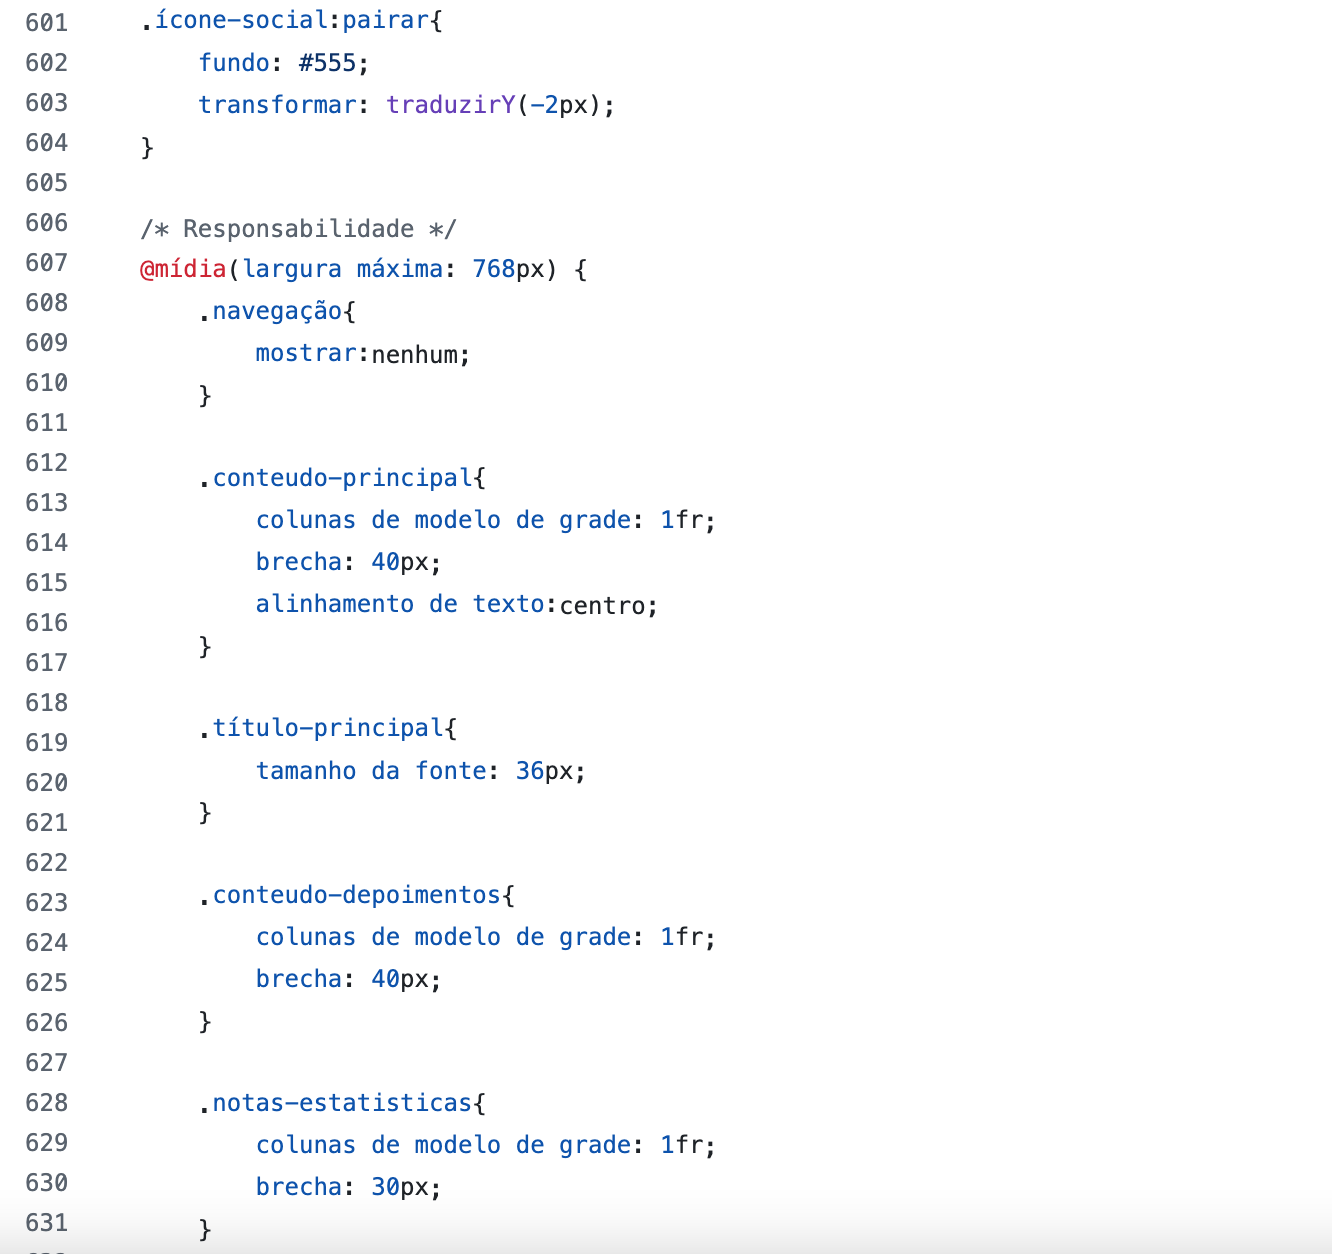 601 .ícone-social:pairar{
602 fundo: #555;
603 transformar: traduzirY(-2px);
604 }
605
606 /* Responsabilidade */
607 @mídia(largura máxima: 768px) {
608 .navegação{
609 mostrar:nenhum;
610 }
611
612 .conteudo-principal{
613 colunas de modelo de grade: 1fr;
614 brecha: 40px;
615 alinhamento de texto:centro;
616 }
617
618 .título-principal{
619 tamanho da fonte: 36px;
620 }
621
622 .conteudo-depoimentos{
623 colunas de modelo de grade: 1fr;
624 brecha: 40px;
625 }
626
627 .notas-estatisticas{
628 colunas de modelo de grade: 1fr;
629 brecha: 30px;
630 }
631